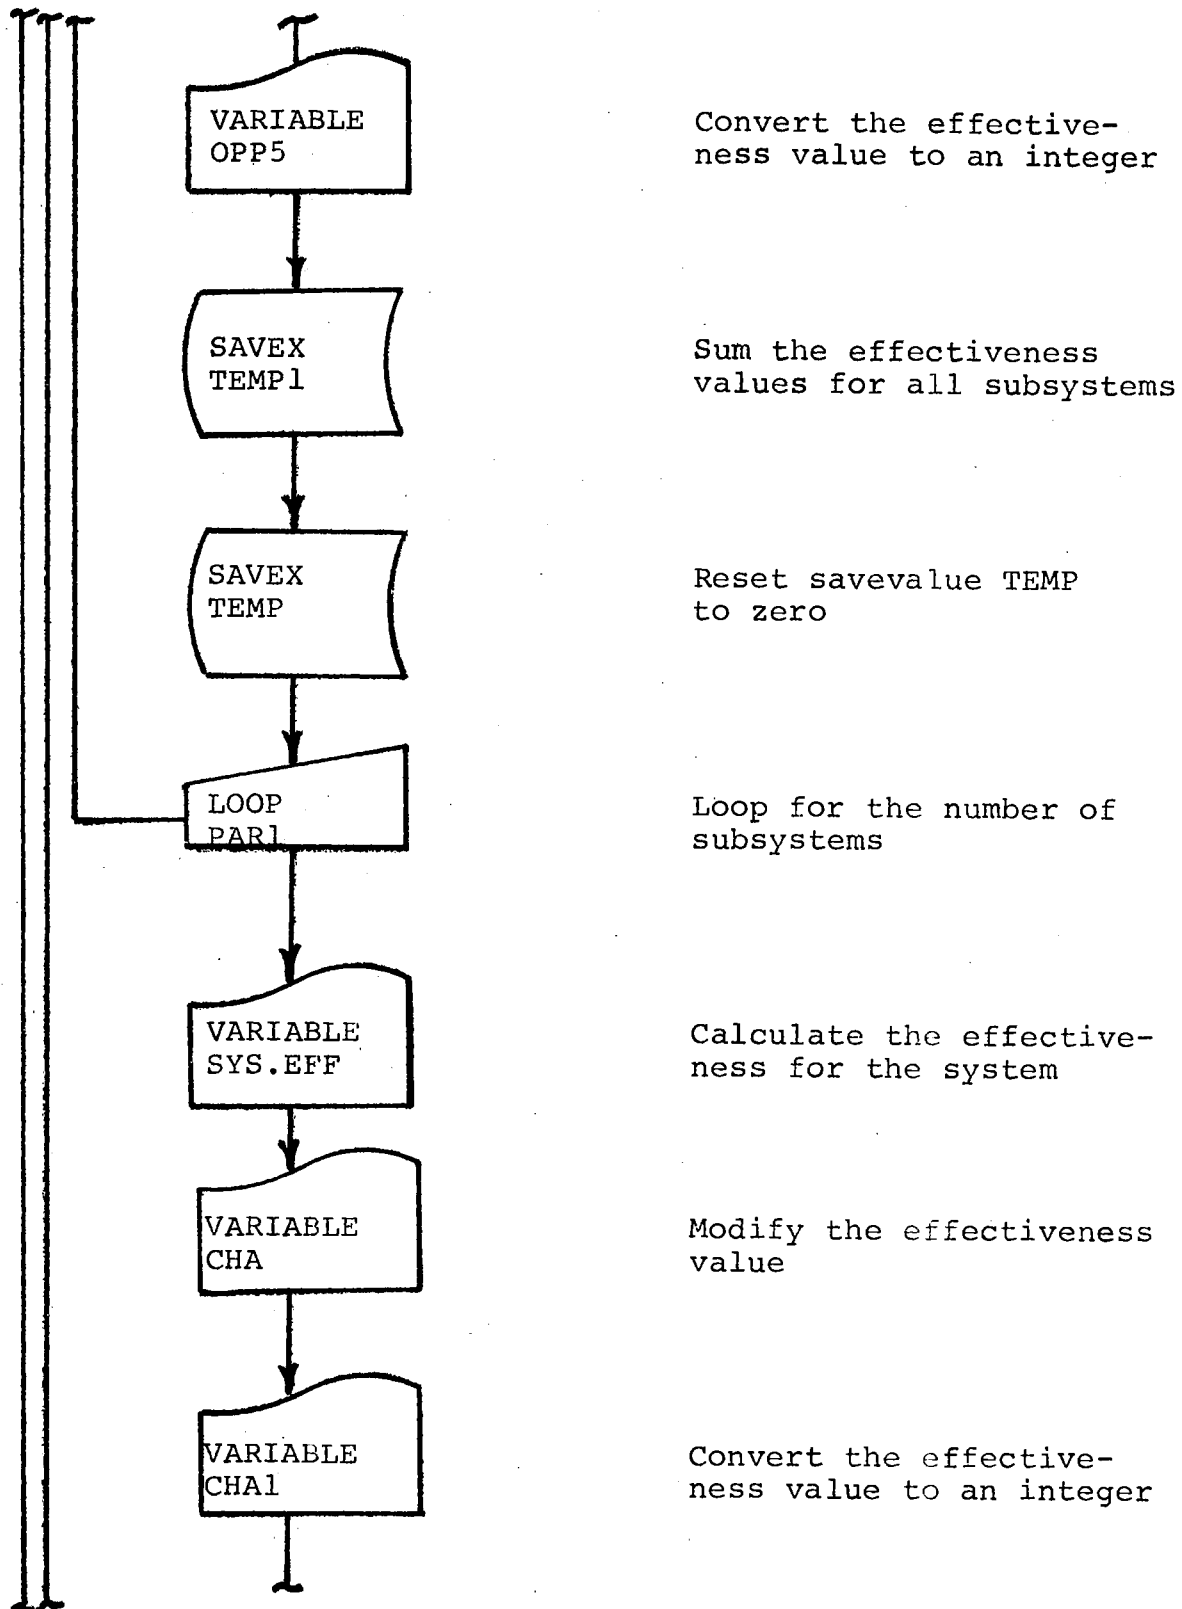 VARIABLE
OPP5
Convert the effective-
ness value to an integer
SAVEX
TEMP1
Sum the effectiveness
values for all subsystems
SAVEX
TEMP
Reset savevalue TEMP
to zero
LOOP
PAR1
Loop for the number of
subsystems
VARIABLE
SYS.EFF
Calculate the effective-
ness for the system
VARIABLE
CHA
Modify the effectiveness
value
VARIABLE
CHA1
Convert the effective-
ness value to an integer